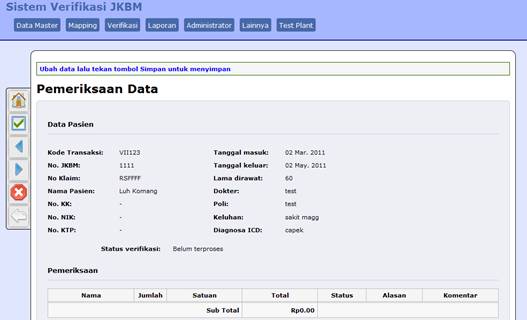 Sistem Verifikasi JKBM
Data Master Mapping Verifikasi Laporan Administrator Lainnya Test Plant
Ubah data lalu tekan tombol Simpan untuk menyimpan
Pemeriksaan Data
Data Pasien
Kode Transaksi: VII123 Tanggal masuk: 02 Mar. 2011
No. JKBM: 1111 Tanggal keluar: 02 May. 2011
No Klaim: RSFFFF Lama dirawat: 60
Nama Pasien: Luh Komang Dokter: test
No. KK: - Poli: test
No. NIK: - Keluhan: sakit magg
No. KTP: - Diagnosa ICD: capek
Status verifikasi: Belum terproses
Pemeriksaan
Nama Jumlah Satuan Total Status Alasan Komentar
Sub Total Rp0.00